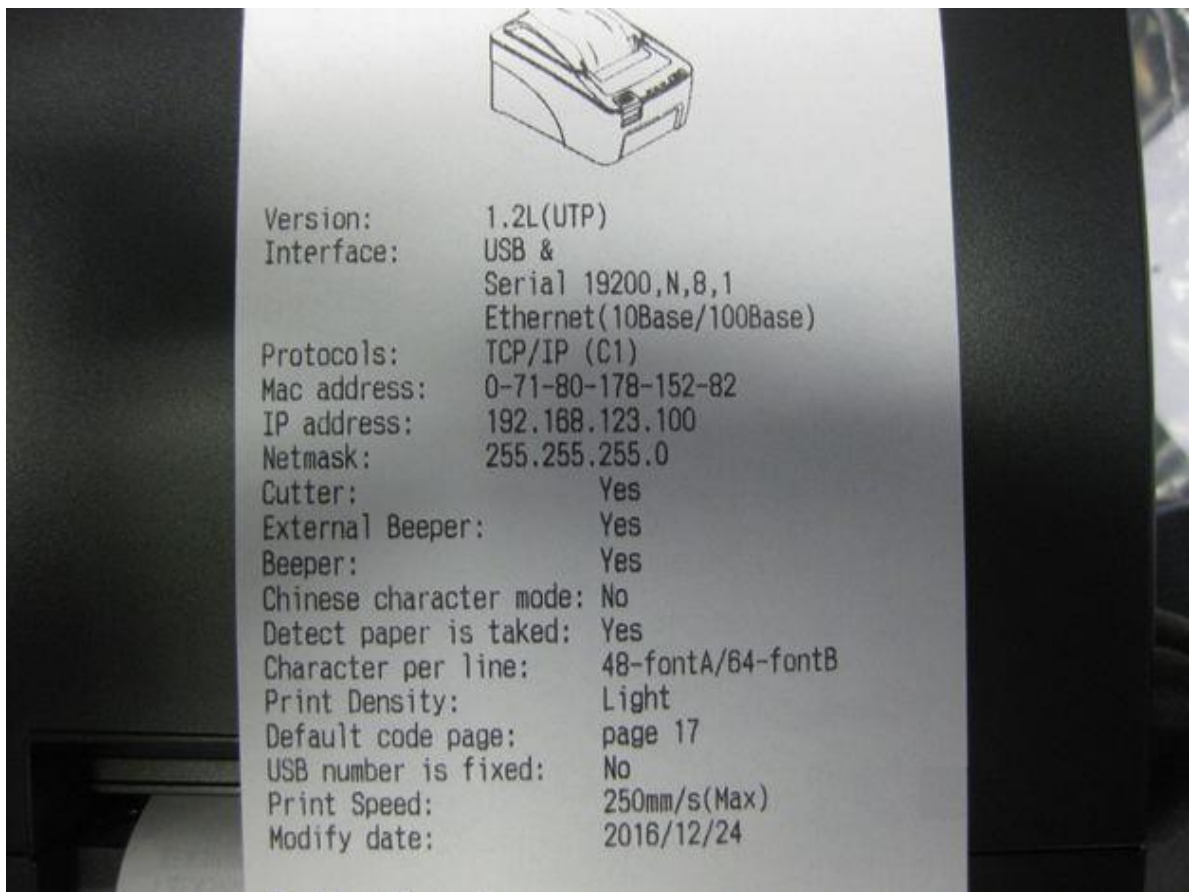 Version: 1.2L(UTP)
Interface: USB &
Serial 19200,N,8,1
Ethernet(10Base/100Base)
Protocols: TCP/IP (C1)
Mac address: 0-71-80-178-152-82
IP address: 192.168.123.100
Netmask: 255.255.255.0
Cutter: Yes
External Beeper: Yes
Beeper: Yes
Chinese character mode: No
Detect paper is taked: Yes
Character per line: 48-fontA/64-fontB
Print Density: Light
Default code page: page 17
USB number is fixed: No
Print Speed: 250mm/s(Max)
Modify date: 2016/12/24